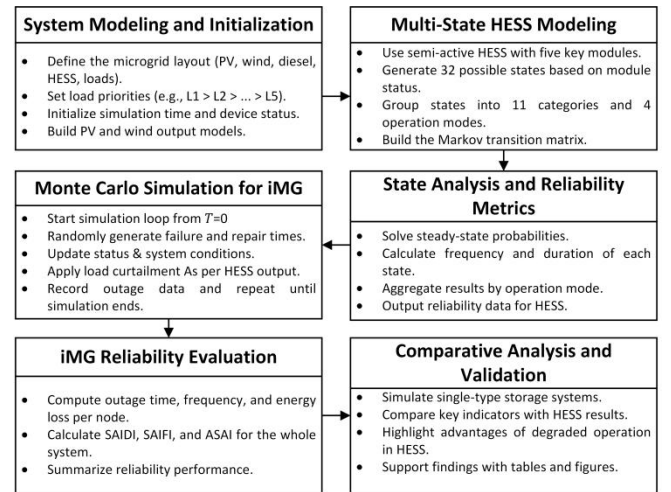 System Modeling and Initialization
• Define the microgrid layout (PV, wind, diesel,
HESS, loads).
• Set load priorities (e.g., L1 > L2 > ... > L5).
• Initialize simulation time and device status.
• Build PV and wind output models.
Multi-State HESS Modeling
• Use semi-active HESS with five key modules.
• Generate 32 possible states based on module
status.
• Group states into 11 categories and 4
operation modes.
• Build the Markov transition matrix.
Monte Carlo Simulation for iMG
• Start simulation loop from T=0
• Randomly generate failure and repair times.
• Update status & system conditions.
• Apply load curtailment As per HESS output.
• Record outage data and repeat until
simulation ends.
State Analysis and Reliability
Metrics
• Solve steady-state probabilities.
• Calculate frequency and duration of each
state.
• Aggregate results by operation mode.
• Output reliability data for HESS.
iMG Reliability Evaluation
• Compute outage time, frequency, and energy
loss per node.
• Calculate SAIDI, SAIFI, and ASAI for the whole
system.
• Summarize reliability performance.
Comparative Analysis and
Validation
• Simulate single-type storage systems.
• Compare key indicators with HESS results.
• Highlight advantages of degraded operation
in HESS.
• Support findings with tables and figures.